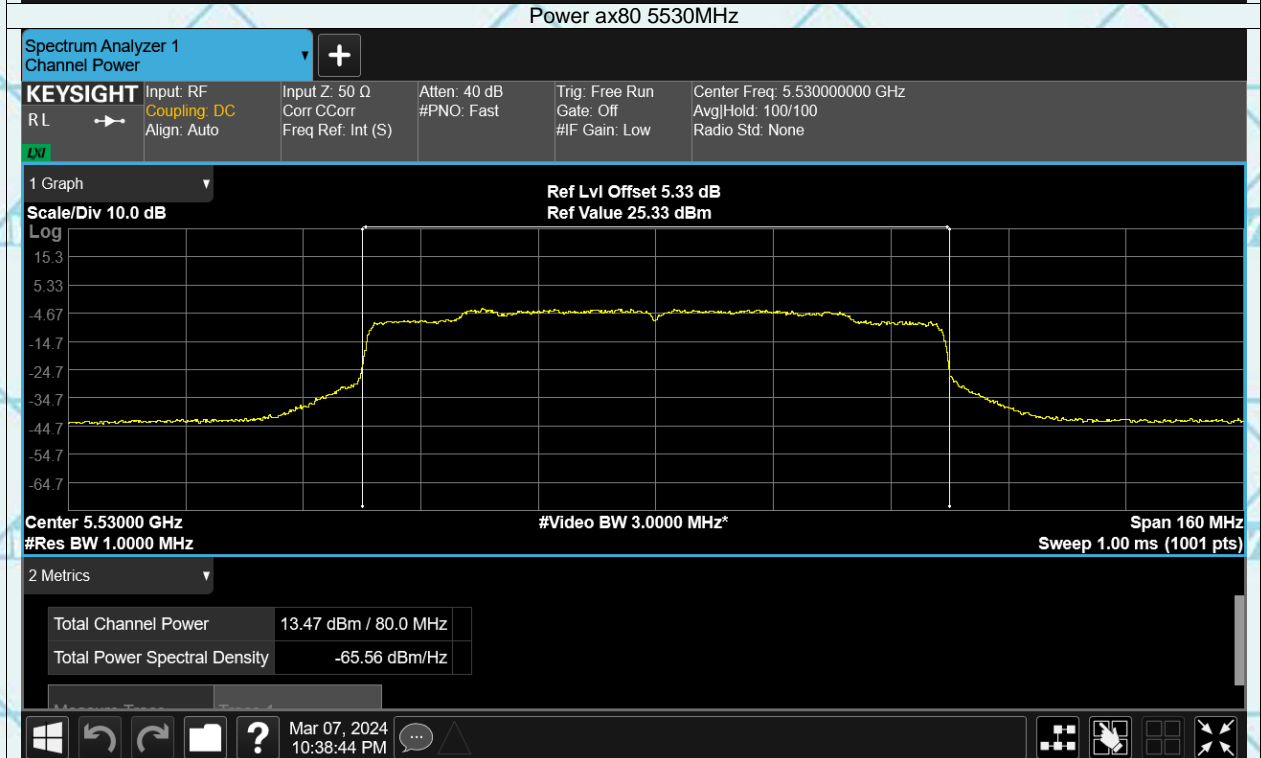 Power ax80 5530MHz
Spectrum Analyzer 1
Channel Power
KEYSIGHT
R L
LXI
Input: RF
Coupling: DC
Align: Auto
Input Z: 50 Ω
Corr CCorr
Freq Ref: Int (S)
Atten: 40 dB
#PNO: Fast
Trig: Free Run
Gate: Off
#IF Gain: Low
Center Freq: 5.530000000 GHz
Avg|Hold: 100/100
Radio Std: None
1 Graph
Scale/Div 10.0 dB
Ref Lvl Offset 5.33 dB
Ref Value 25.33 dBm
Log
15.3
5.33
-4.67
-14.7
-24.7
-34.7
-44.7
-54.7
-64.7
Center 5.53000 GHz
#Video BW 3.0000 MHz*
Span 160 MHz
#Res BW 1.0000 MHz
Sweep 1.00 ms (1001 pts)
2 Metrics
Total Channel Power 13.47 dBm / 80.0 MHz
Total Power Spectral Density -65.56 dBm/Hz
?
Mar 07, 2024
10:38:44 PM